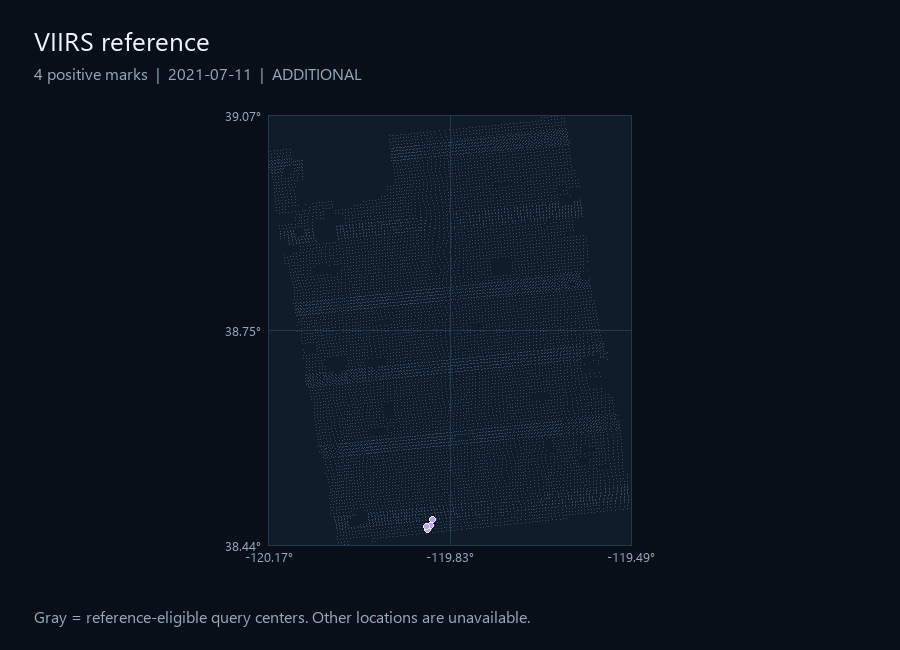 VIIRS reference
4 positive marks | 2021-07-11 | ADDITIONAL
39.07°
38.75°
38.44°
-120.17°
-119.83°
-119.49°
Gray = reference-eligible query centers. Other locations are unavailable.